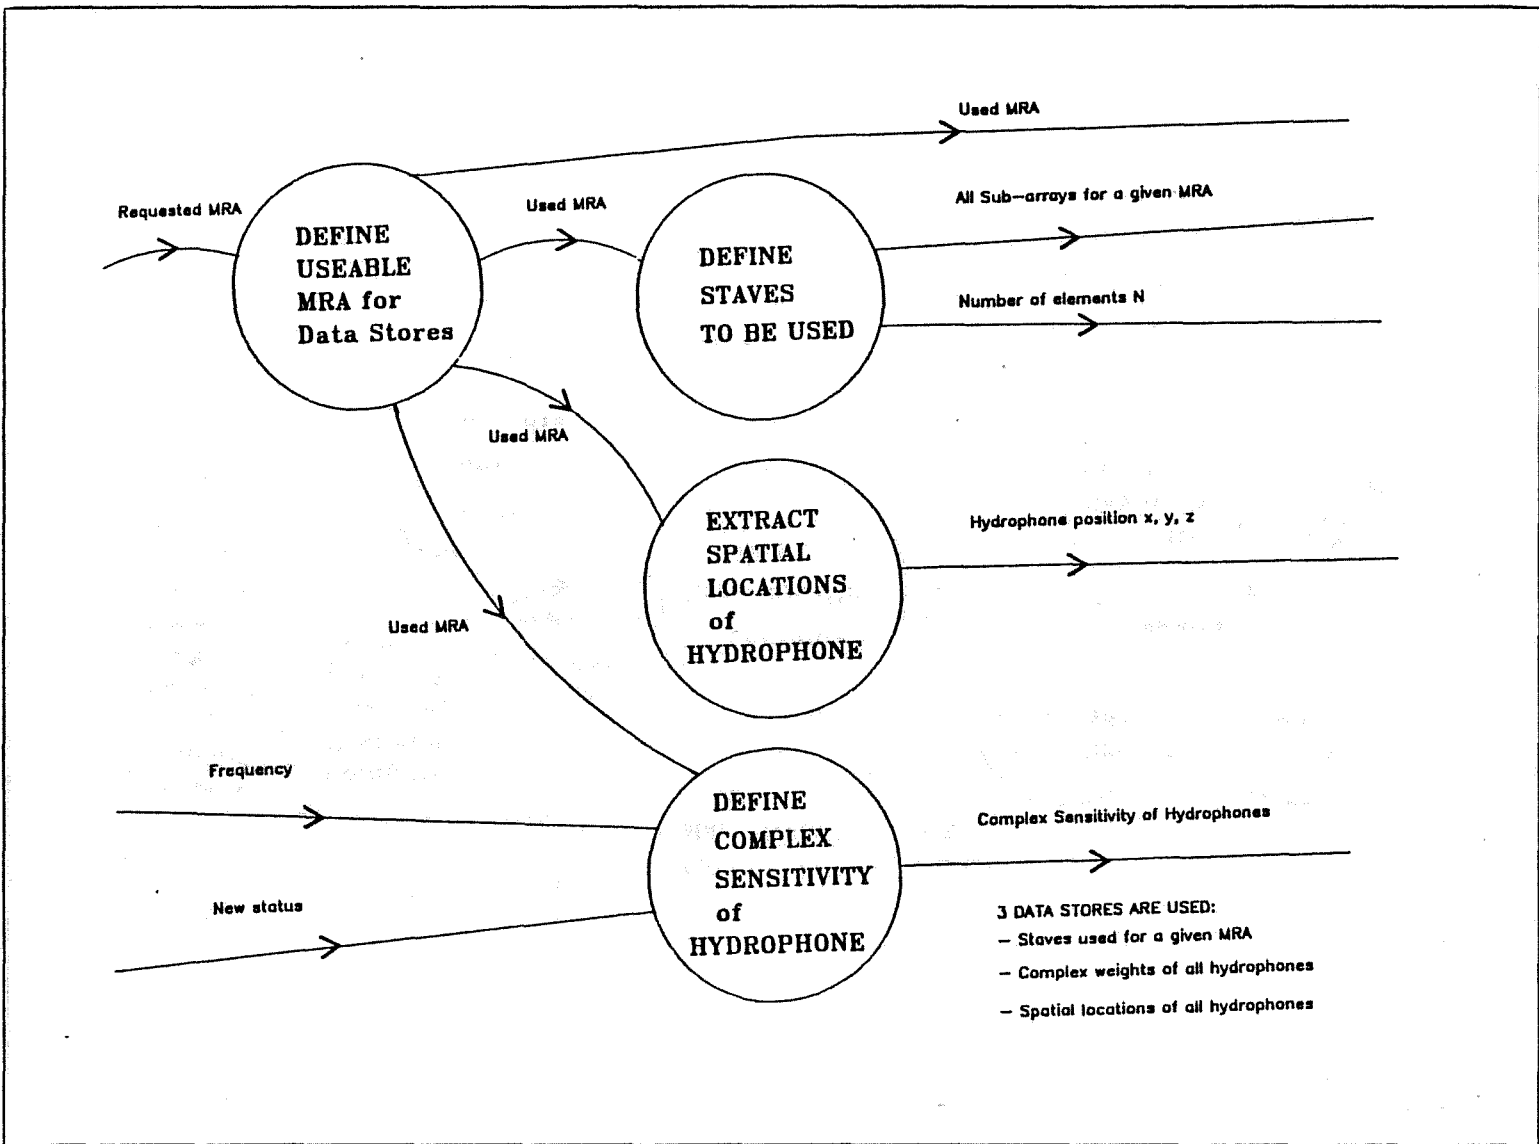 Used MRA
Requested MRA
DEFINE
USEABLE
MRA for
Data Stores
Used MRA
DEFINE
STAVES
TO BE USED
All Sub-arrays for a given MRA
Number of elements N
Used MRA
EXTRACT
SPATIAL
LOCATIONS
of
HYDROPHONE
Hydrophone position x, y, z
Used MRA
Frequency
New status
DEFINE
COMPLEX
SENSITIVITY
of
HYDROPHONE
Complex Sensitivity of Hydrophones
3 DATA STORES ARE USED:
- Staves used for a given MRA
- Complex weights of all hydrophones
- Spatial locations of all hydrophones